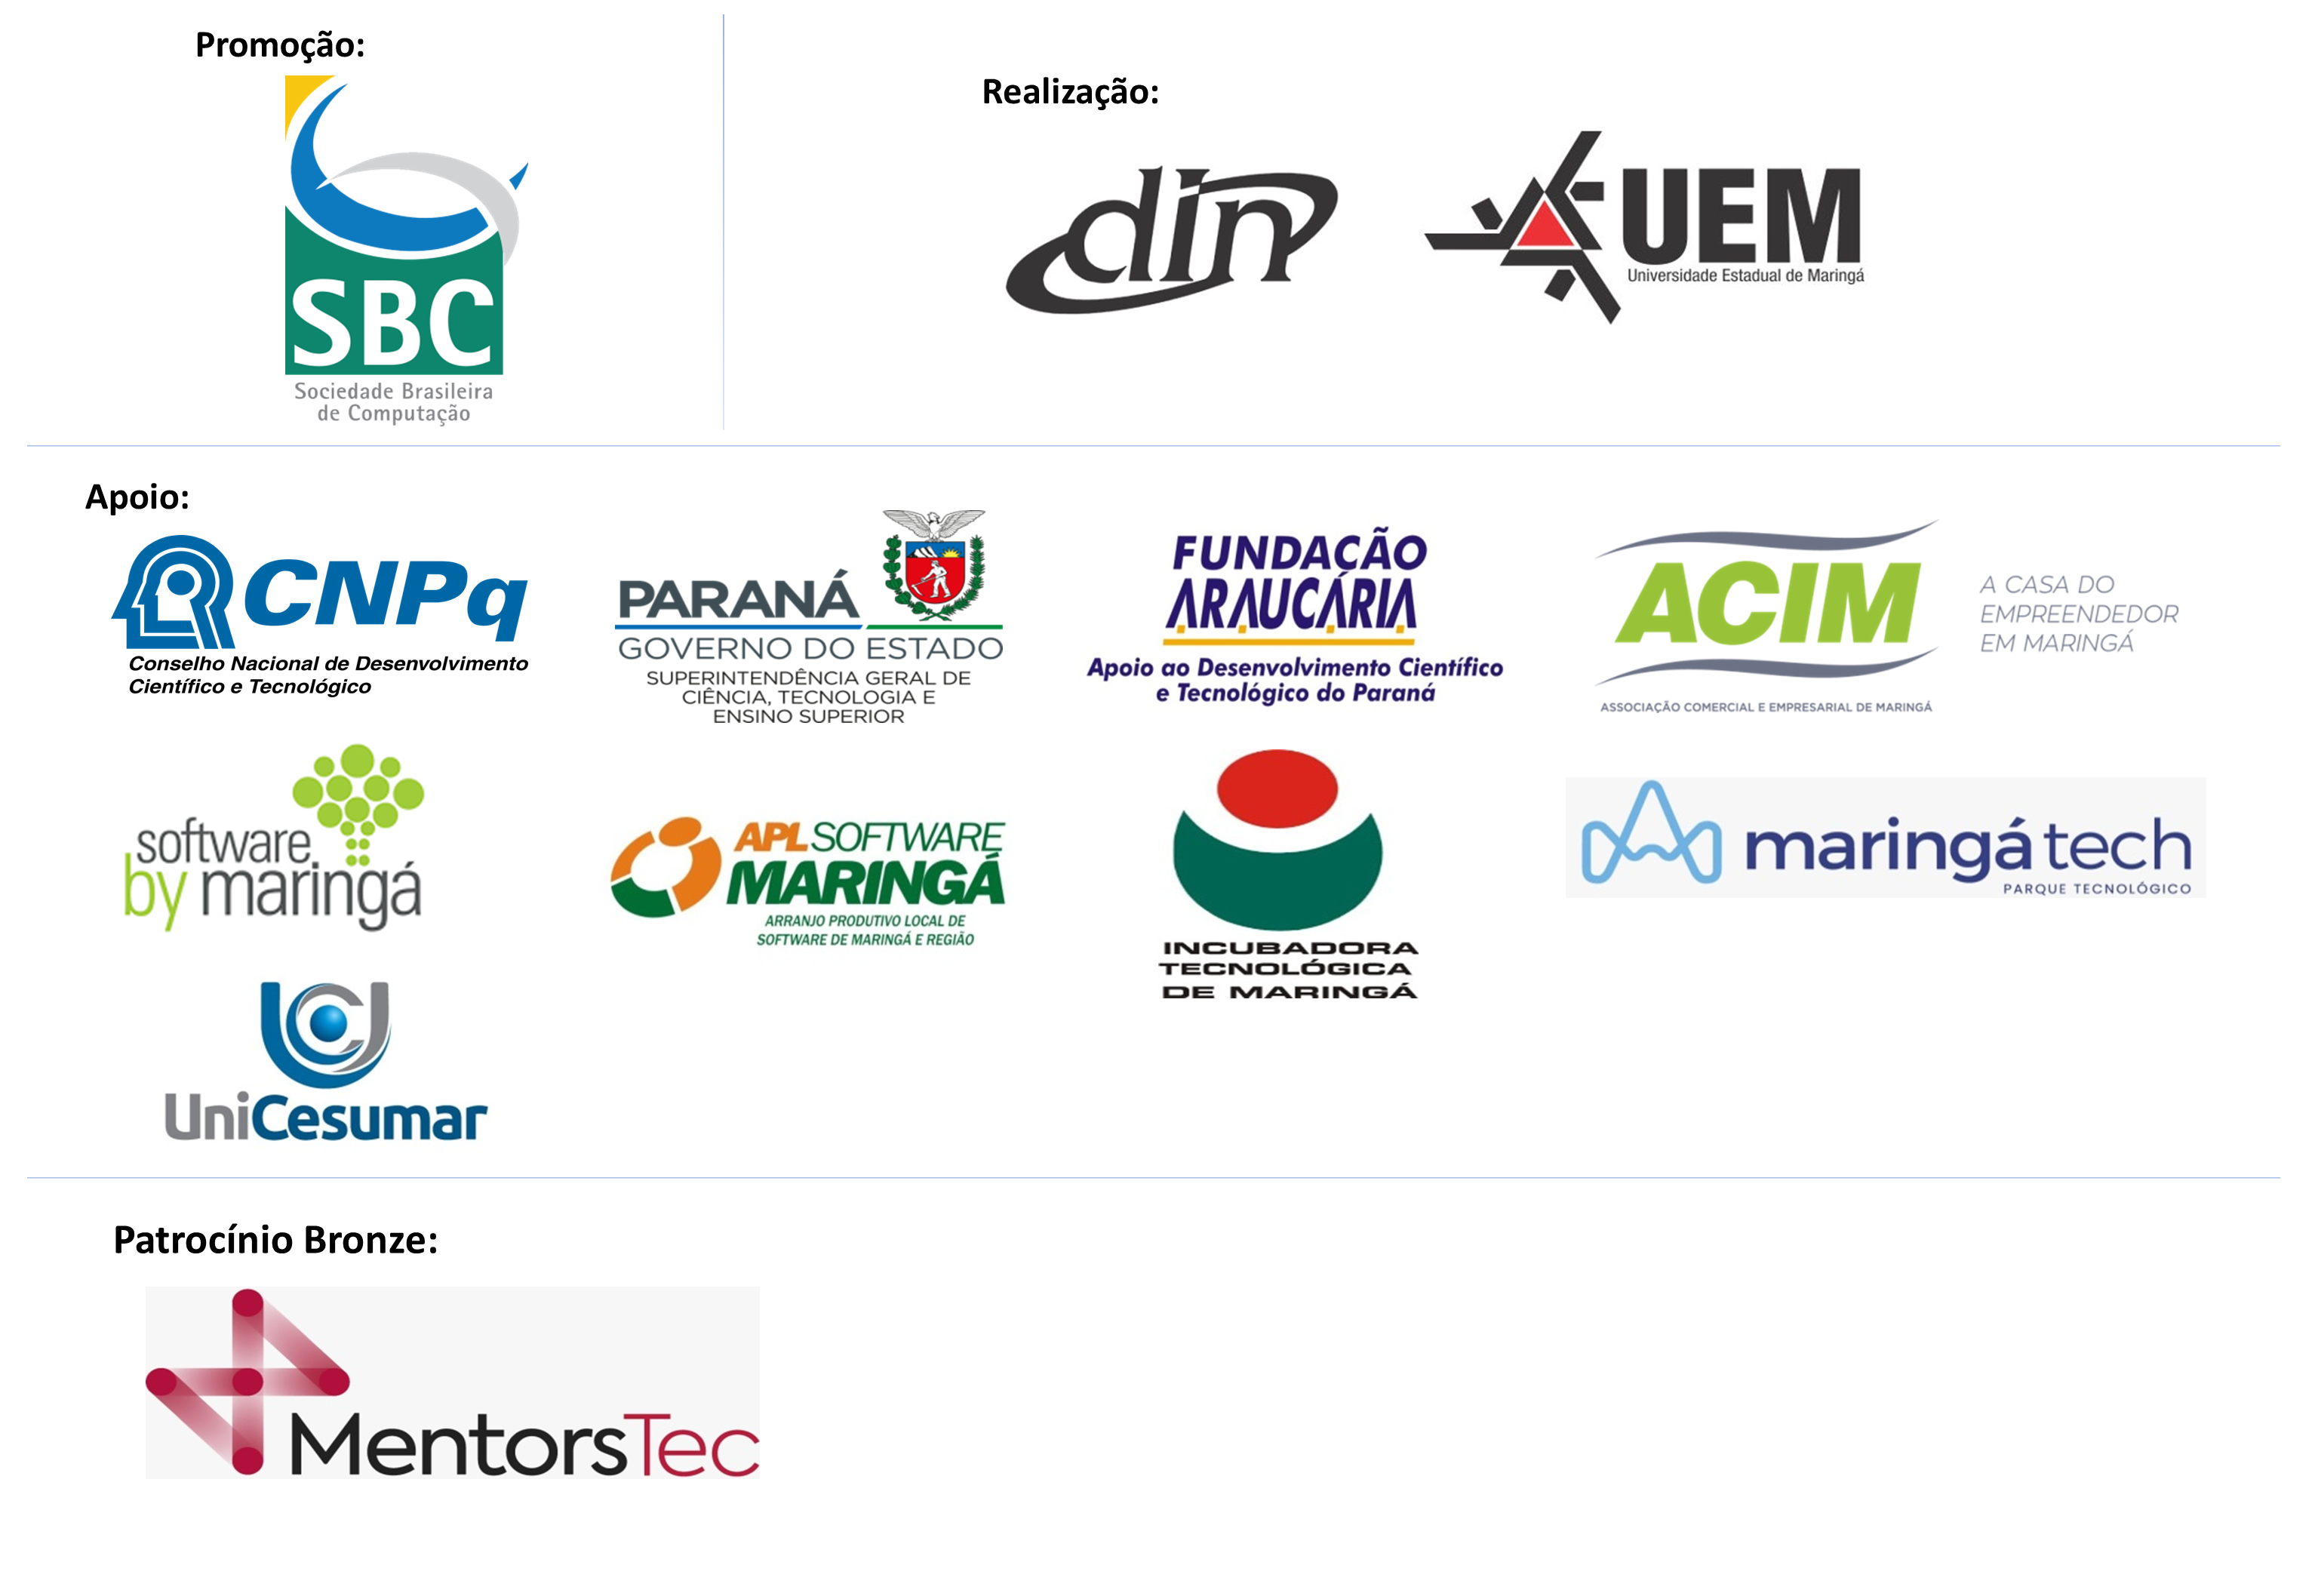 Promoção:
SBC
Sociedade Brasileira
de Computação
Realização:
din
UEM
Universidade Estadual de Maringá
Apoio:
CNPq
Conselho Nacional de Desenvolvimento
Científico e Tecnológico
PARANÁ
GOVERNO DO ESTADO
SUPERINTENDÊNCIA GERAL DE
CIÊNCIA, TECNOLOGIA E
ENSINO SUPERIOR
FUNDAÇÃO
ARAUCÁRIA
Apoio ao Desenvolvimento Científico
e Tecnológico do Paraná
ACIM
ASSOCIAÇÃO COMERCIAL E EMPRESARIAL DE MARINGÁ
A CASA DO
EMPREENDEDOR
EM MARINGÁ
software
by maringá
APL SOFTWARE
MARINGÁ
ARRANJO PRODUTIVO LOCAL DE
SOFTWARE DE MARINGÁ E REGIÃO
INCUBADORA
TECNOLÓGICA
DE MARINGÁ
maringá tech
PARQUE TECNOLÓGICO
UniCesumar
Patrocínio Bronze:
MentorsTec